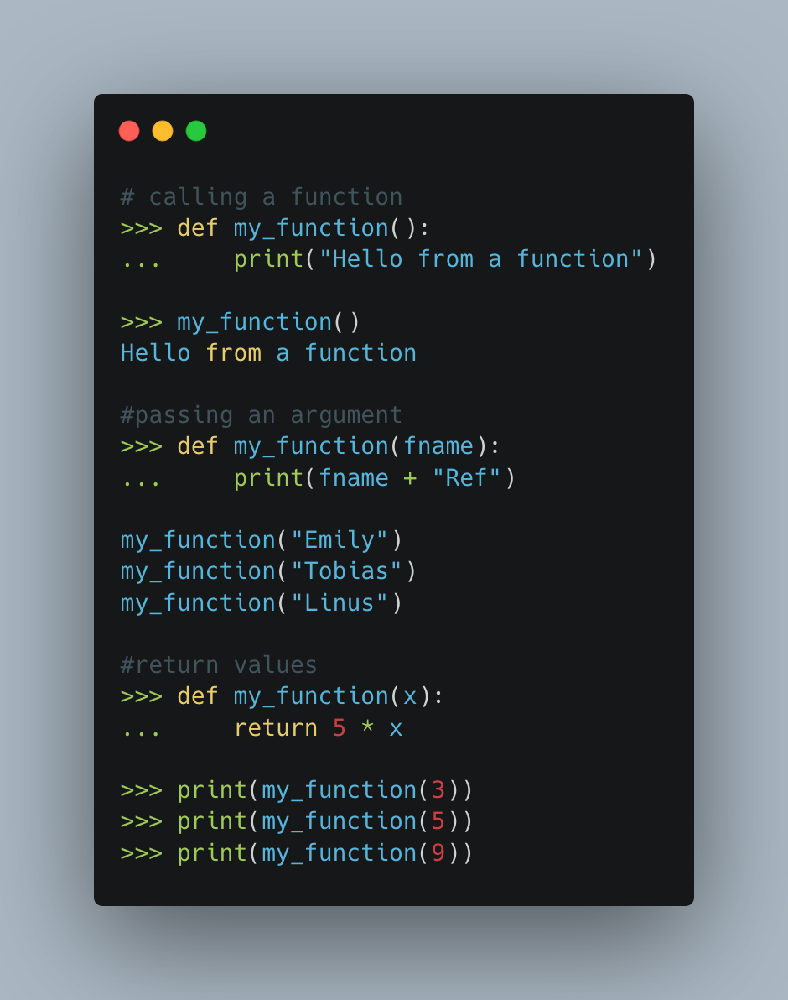 # calling a function
>>> def my_function():
...     print("Hello from a function")

>>> my_function()
Hello from a function

#passing an argument
>>> def my_function(fname):
...     print(fname + "Ref")

my_function("Emily")
my_function("Tobias")
my_function("Linus")

#return values
>>> def my_function(x):
...     return 5 * x

>>> print(my_function(3))
>>> print(my_function(5))
>>> print(my_function(9))